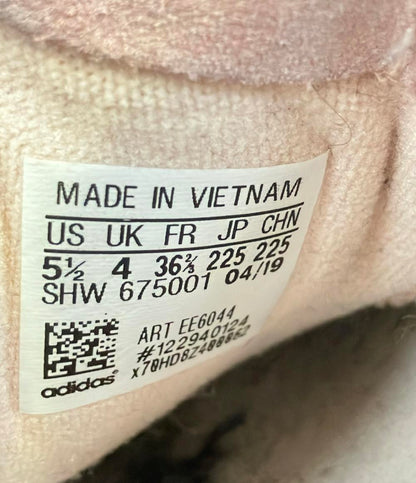 MADE IN VIETNAM
US UK FR JP CHN
5½ 4 36⅔ 225 225
SHW 675001 04/19
ART EE6044
#122940124
adidas